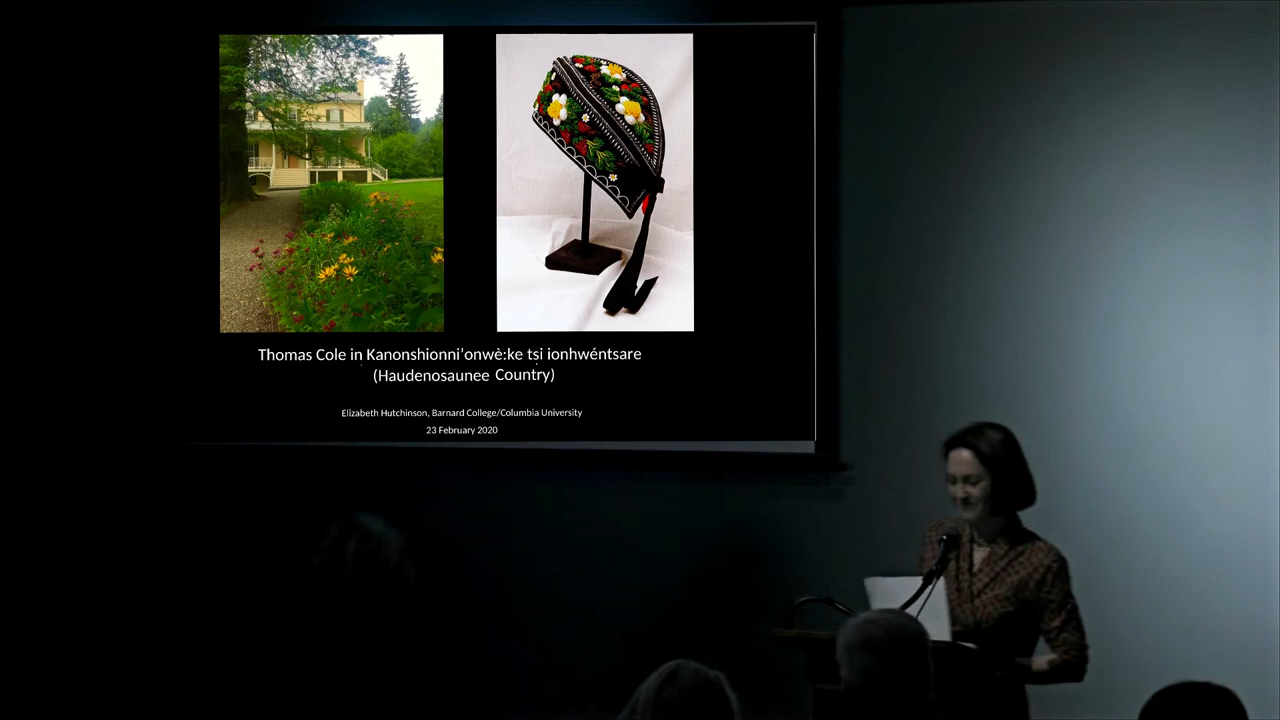 Thomas Cole in Kanonshionni’onwè:ke tsi ionhwéntsare
(Haudenosaunee Country)
Elizabeth Hutchinson, Barnard College/Columbia University
23 February 2020